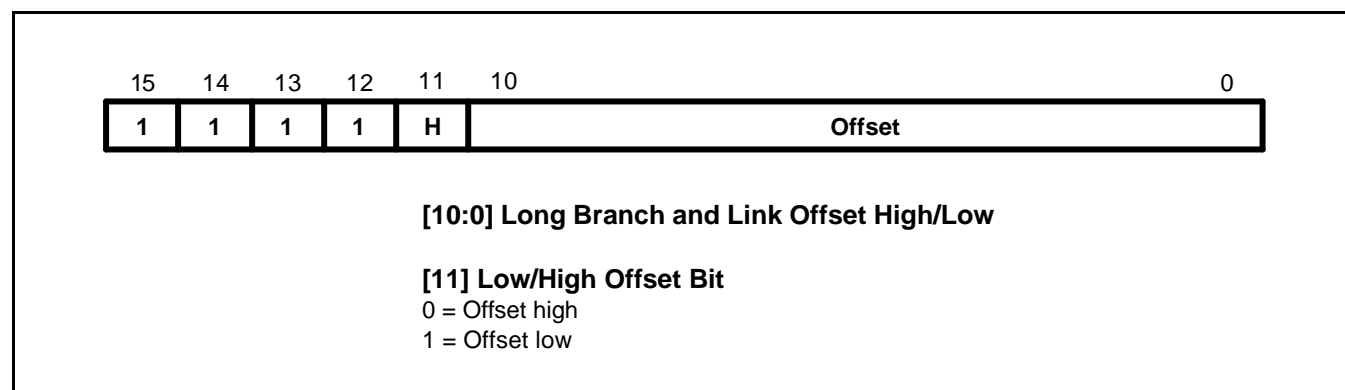 15 14 13 12 11 10 0
1 1 1 1 H Offset
[10:0] Long Branch and Link Offset High/Low
[11] Low/High Offset Bit
0 = Offset high
1 = Offset low